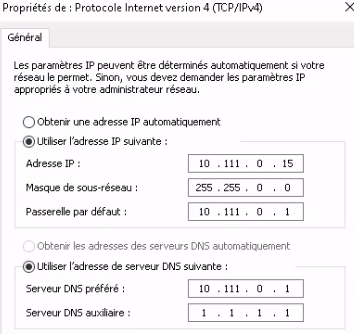 Propriétés de : Protocole Internet version 4 (TCP/IPv4)
Général
Les paramètres IP peuvent être déterminés automatiquement si votre
réseau le permet. Sinon, vous devez demander les paramètres IP
appropriés à votre administrateur réseau.
Obtenir une adresse IP automatiquement
Utiliser l'adresse IP suivante :
Adresse IP : 10 . 111 . 0 . 15
Masque de sous-réseau : 255 . 255 . 0 . 0
Passerelle par défaut : 10 . 111 . 0 . 1
Obtenir les adresses des serveurs DNS automatiquement
Utiliser l'adresse de serveur DNS suivante :
Serveur DNS préféré : 10 . 111 . 0 . 1
Serveur DNS auxiliaire : 1 . 1 . 1 . 1